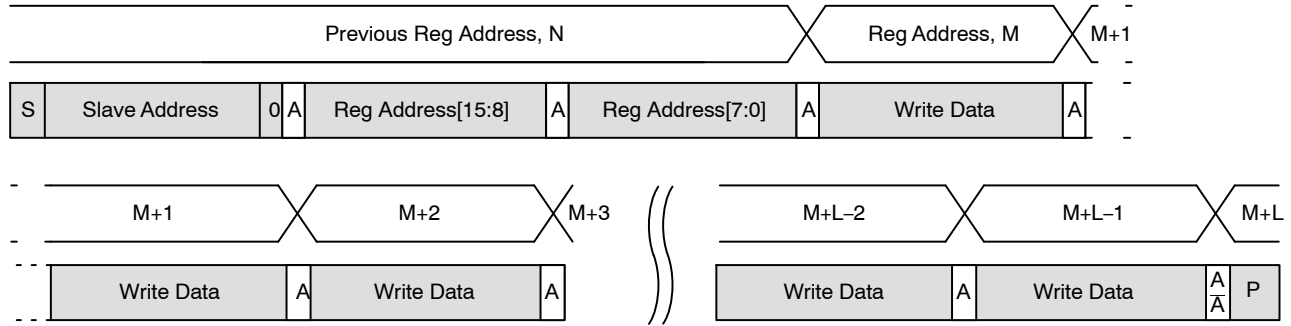 Previous Reg Address, N Reg Address, M M+1
S Slave Address 0 A Reg Address[15:8] A Reg Address[7:0] A Write Data A
M+1 M+2 M+3 M+L–2 M+L–1 M+L
Write Data A Write Data A Write Data A Write Data A/A̅ P